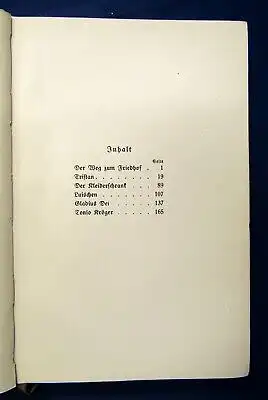 Inhalt
Seite
Der Weg zum Friedhof . 1
Tristan . . . . . . . . 19
Der Kleiderschrank . . 89
Luischen . . . . . . . 107
Gladius Dei . . . . . 137
Tonio Kröger . . . . . 165